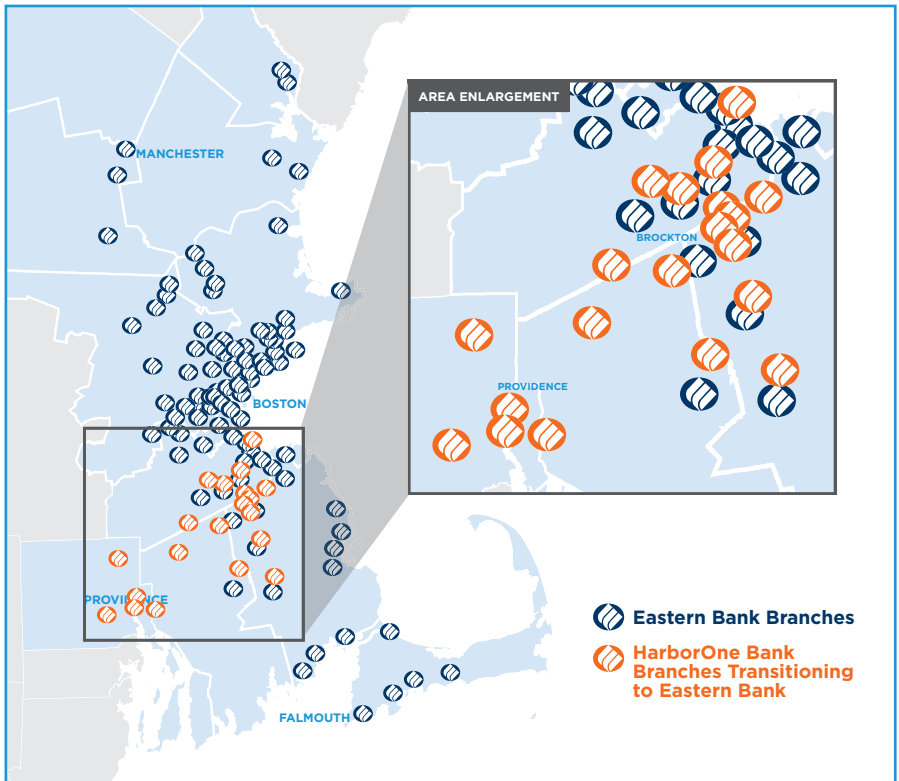 AREA ENLARGEMENT
MANCHESTER
BROCKTON
PROVIDENCE
BOSTON
PROVIDENCE
FALMOUTH
Eastern Bank Branches
HarborOne Bank
Branches Transitioning
to Eastern Bank